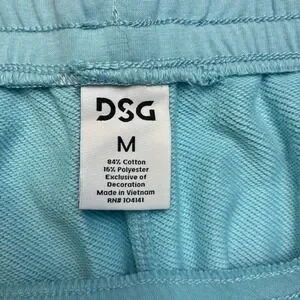 DSG
M
84% Cotton
16% Polyester
Exclusive of
Decoration
Made in Vietnam
RN# 104141